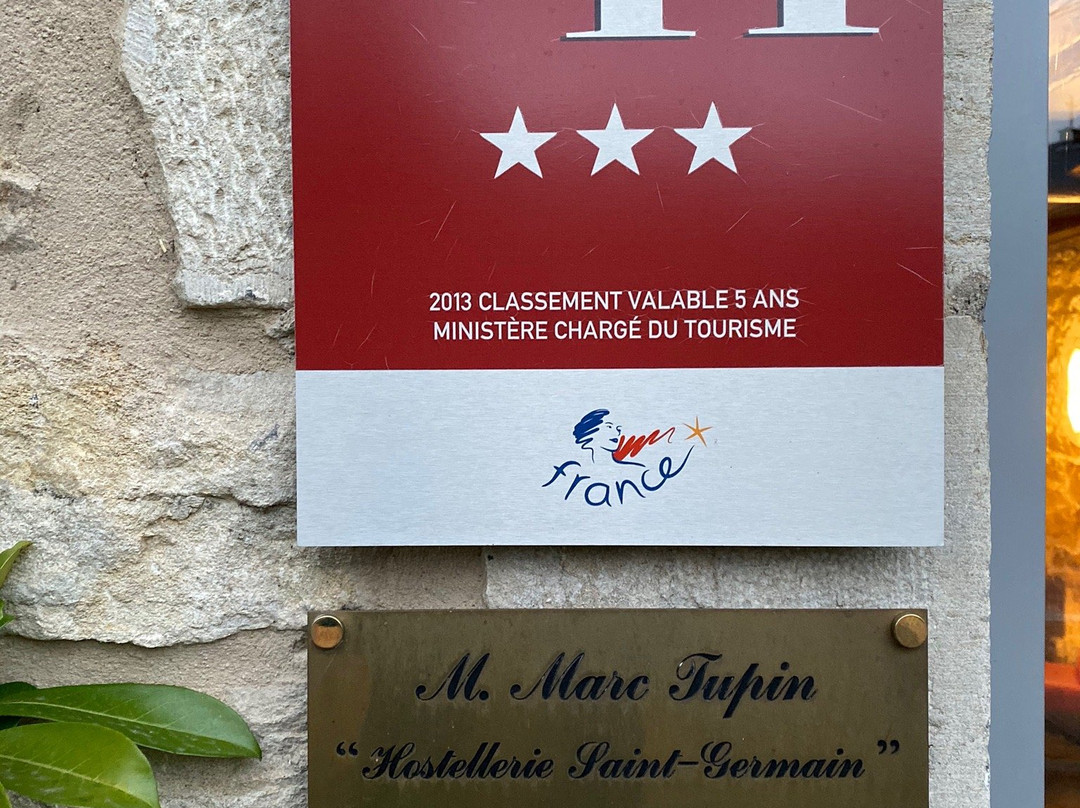 H
2013 CLASSEMENT VALABLE 5 ANS
MINISTÈRE CHARGÉ DU TOURISME
france
M. Marc Tupin
“Hostellerie Saint-Germain”